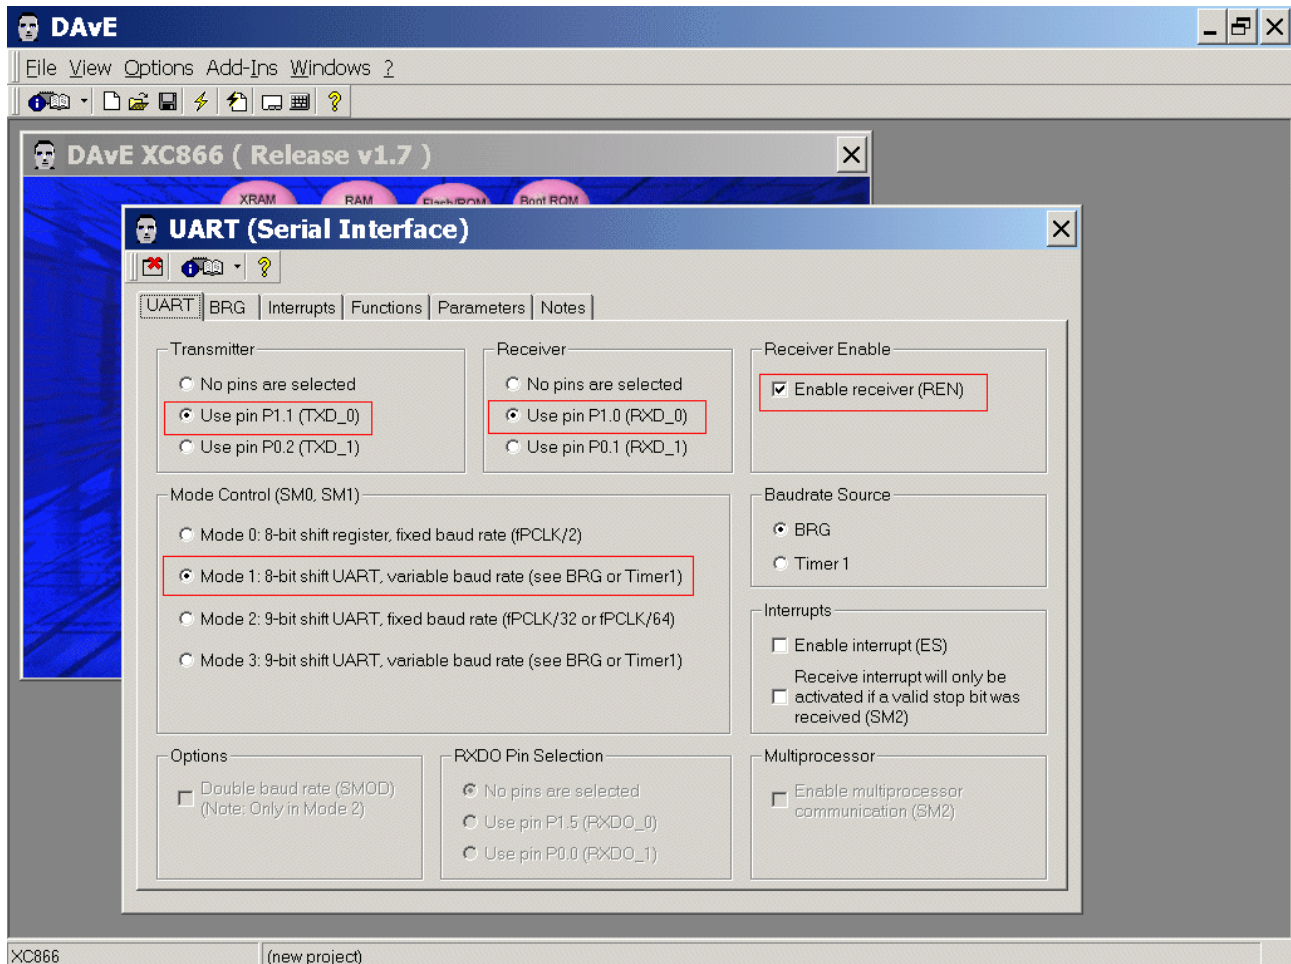 DAvE
File View Options Add-Ins Windows ?
DAvE XC866 ( Release v1.7 )
XRAM RAM Flash/ROM Boot ROM
UART (Serial Interface)
UART BRG Interrupts Functions Parameters Notes
Transmitter
No pins are selected
Use pin P1.1 (TXD_0)
Use pin P0.2 (TXD_1)
Receiver
No pins are selected
Use pin P1.0 (RXD_0)
Use pin P0.1 (RXD_1)
Receiver Enable
Enable receiver (REN)
Mode Control (SM0, SM1)
Mode 0: 8-bit shift register, fixed baud rate (fPCLK/2)
Mode 1: 8-bit shift UART, variable baud rate (see BRG or Timer1)
Mode 2: 9-bit shift UART, fixed baud rate (fPCLK/32 or fPCLK/64)
Mode 3: 9-bit shift UART, variable baud rate (see BRG or Timer1)
Baudrate Source
BRG
Timer 1
Interrupts
Enable interrupt (ES)
Receive interrupt will only be
activated if a valid stop bit was
received (SM2)
Options
Double baud rate (SMOD)
(Note: Only in Mode 2)
RXDO Pin Selection
No pins are selected
Use pin P1.5 (RXDO_0)
Use pin P0.0 (RXDO_1)
Multiprocessor
Enable multiprocessor
communication (SM2)
XC866 (new project)